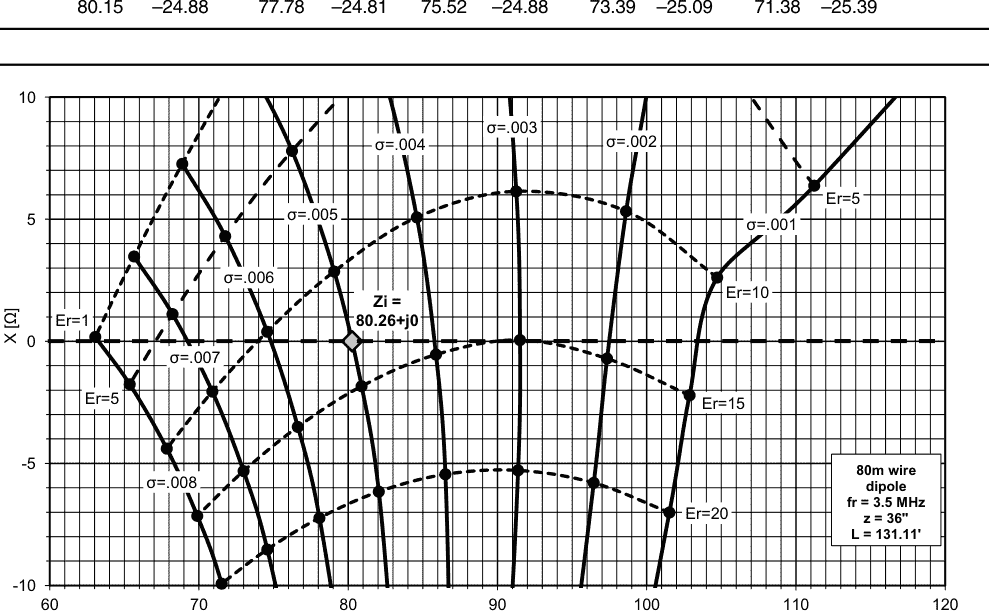 80.15 –24.88 77.78 –24.81 75.52 –24.88 73.39 –25.09 71.38 –25.39
10
σ=.003
σ=.004
σ=.002
Er=5
5
σ=.005
σ=.001
σ=.006
Er=10
Zi =
80.26+j0
Er=1
X [Ω]
0
σ=.007
Er=5
Er=15
-5
σ=.008
Er=20
80m wire
dipole
fr = 3.5 MHz
z = 36"
L = 131.11'
-10
60 70 80 90 100 110 120